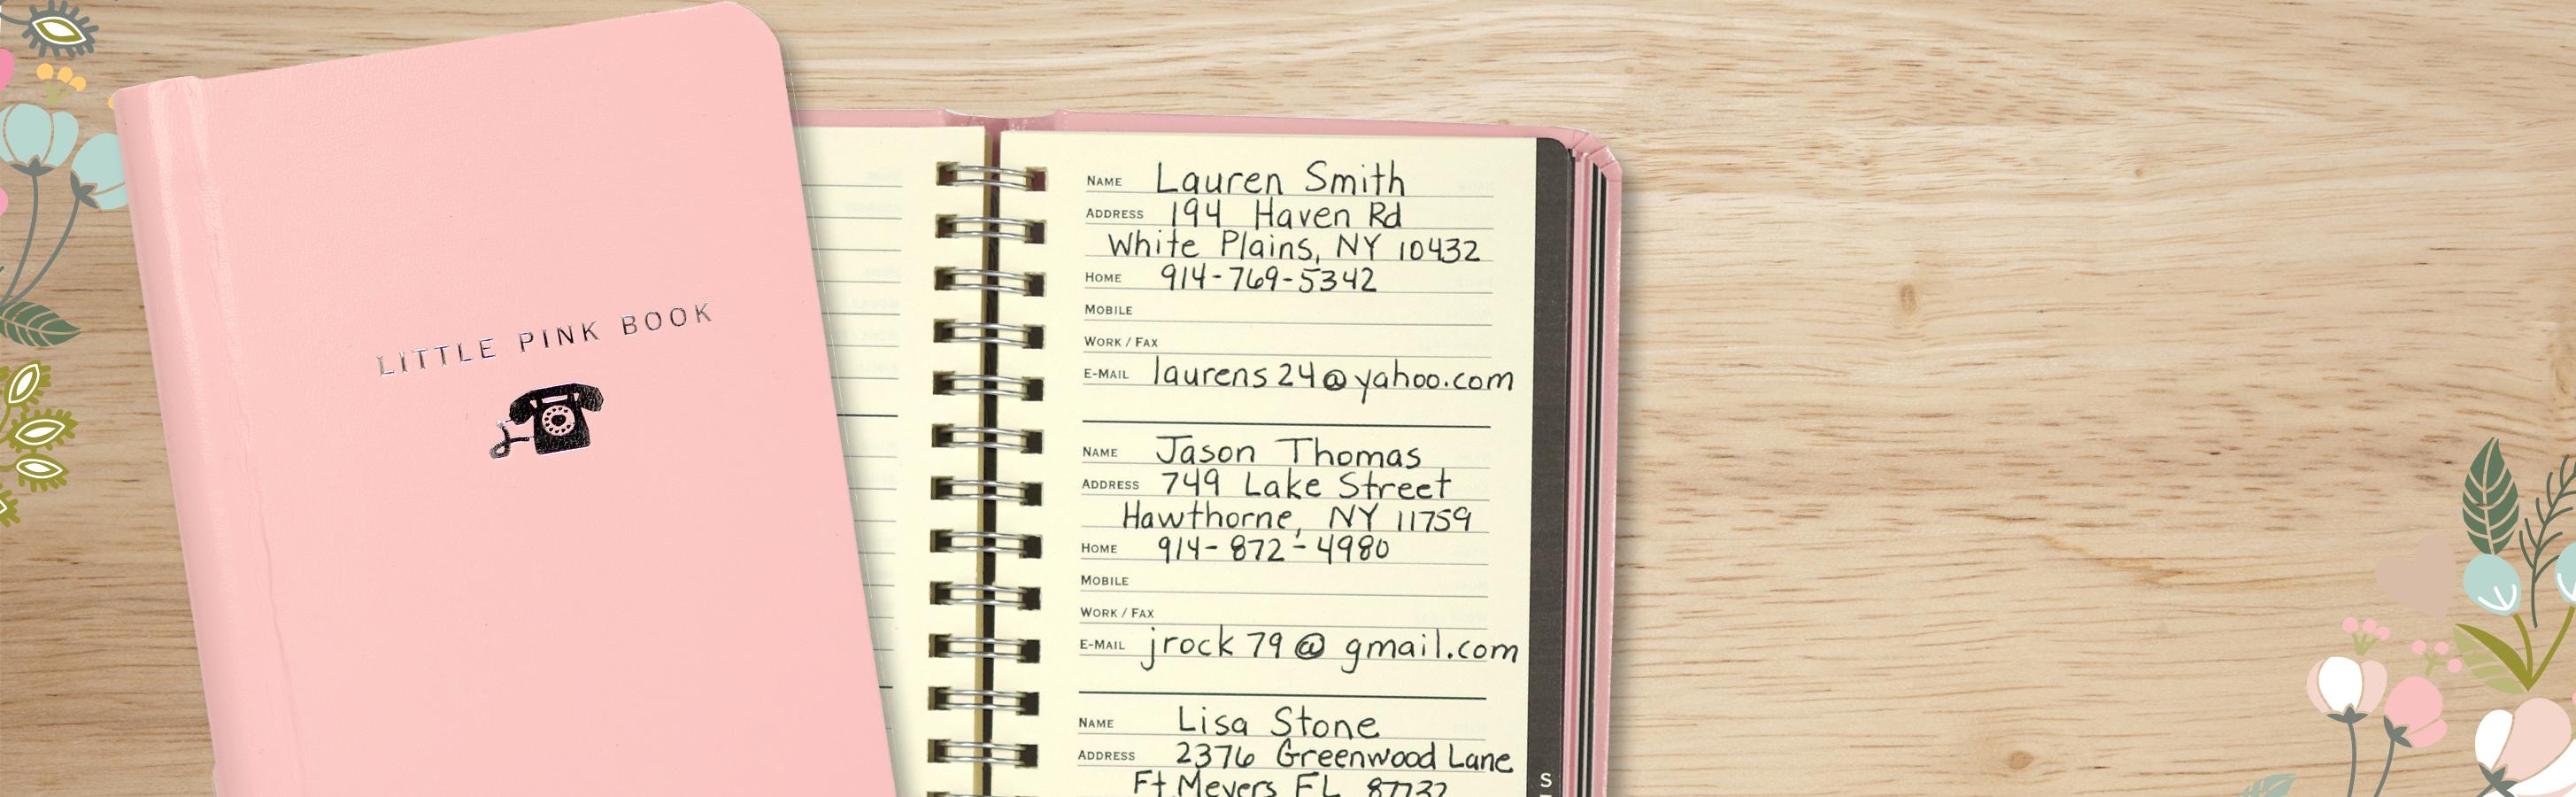 LITTLE PINK BOOK
NAME Lauren Smith
ADDRESS 194 Haven Rd
White Plains, NY 10432
HOME 914-769-5342
MOBILE
WORK / FAX
E-MAIL laurens24@yahoo.com
NAME Jason Thomas
ADDRESS 749 Lake Street
Hawthorne, NY 11759
HOME 914-872-4980
MOBILE
WORK / FAX
E-MAIL jrock79@gmail.com
NAME Lisa Stone
ADDRESS 2376 Greenwood Lane
Ft. Meyers FL 87732
S